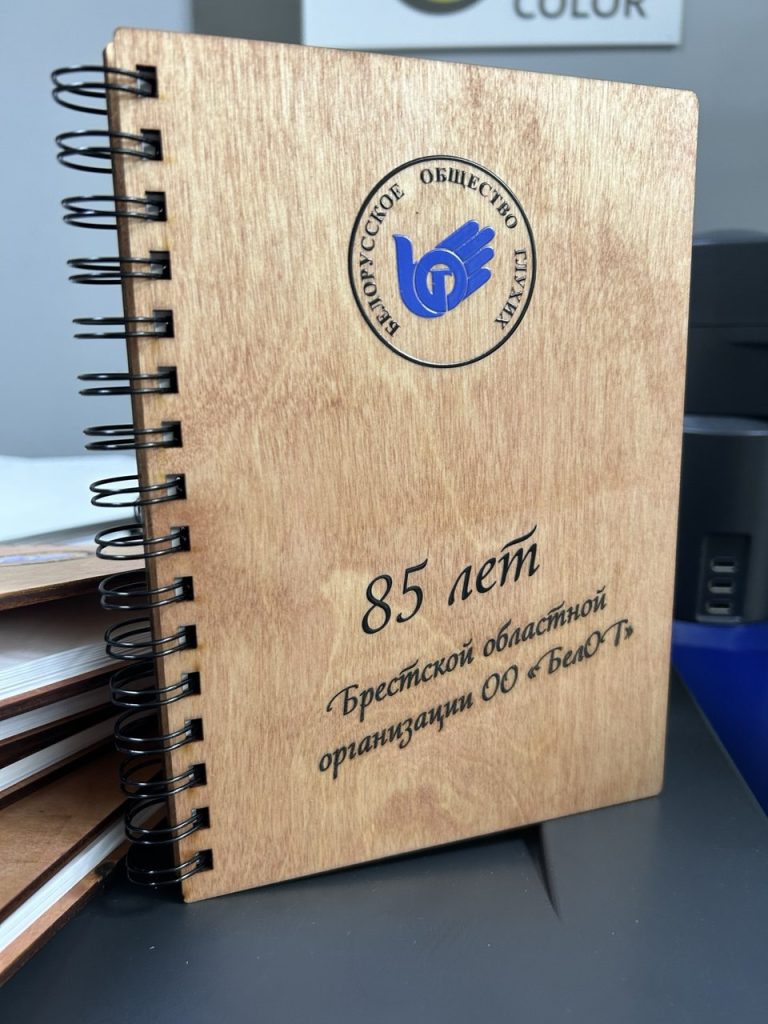 COLOR
БЕЛОРУССКОЕ ОБЩЕСТВО ГЛУХИХ
85 лет
Брестской областной
организации ОО «БелОГ»